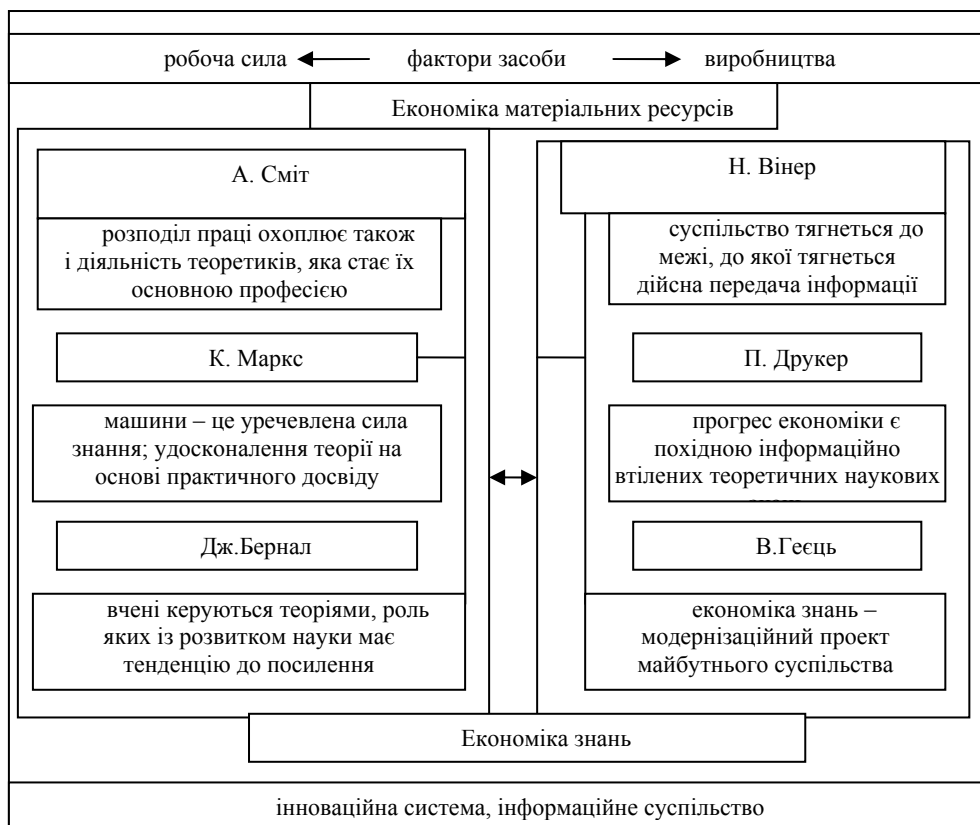 робоча сила фактори засоби виробництва
Економіка матеріальних ресурсів
А. Сміт
розподіл праці охоплює також
і діяльність теоретиків, яка стає їх
основною професією
К. Маркс
машини – це уречевлена сила
знання; удосконалення теорії на
основі практичного досвіду
Дж.Бернал
вчені керуються теоріями, роль
яких із розвитком науки має
тенденцію до посилення
Н. Вінер
суспільство тягнеться до
межі, до якої тягнеться
дійсна передача інформації
П. Друкер
прогрес економіки є
похідною інформаційно
втілених теоретичних наукових
В.Геєць
економіка знань –
модернізаційний проект
майбутнього суспільства
Економіка знань
інноваційна система, інформаційне суспільство